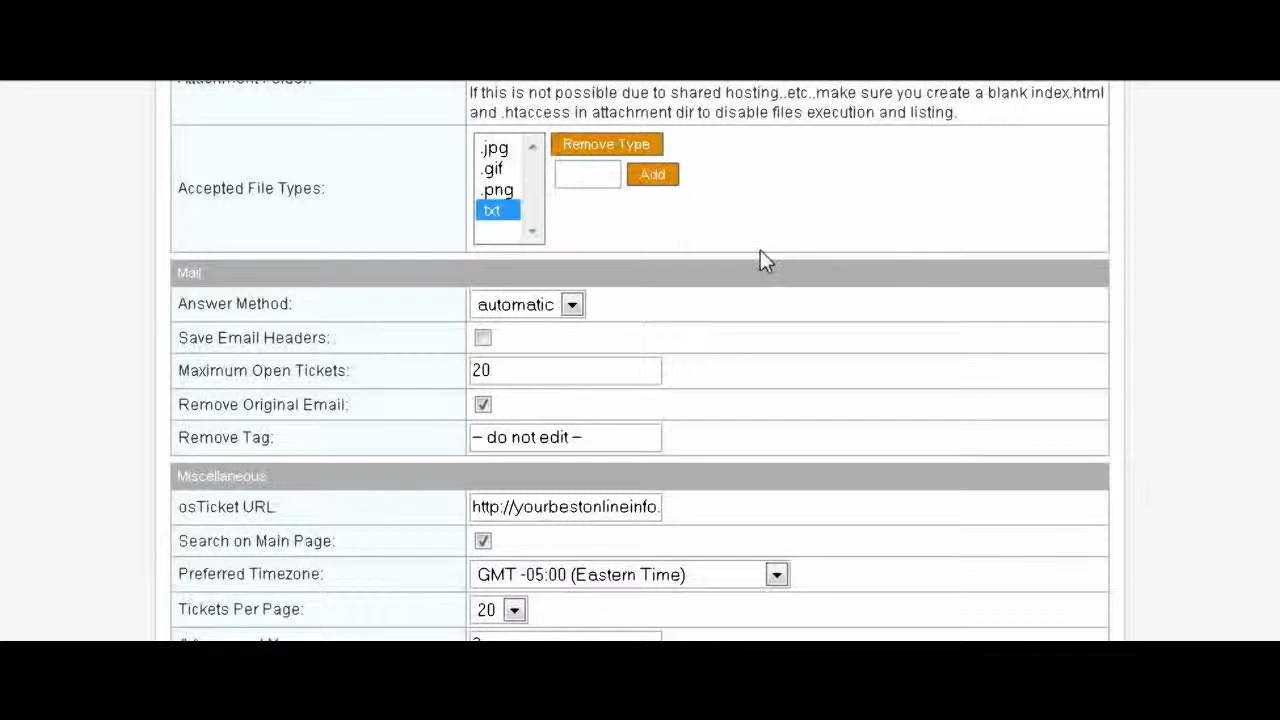 If this is not possible due to shared hosting..etc.,make sure you create a blank index.html
and .htaccess in attachment dir to disable files execution and listing.
Accepted File Types:
.jpg
.gif
.png
txt
Remove Type
Add
Mail
Answer Method:
automatic
Save Email Headers:
Maximum Open Tickets:
20
Remove Original Email:
Remove Tag:
– do not edit –
Miscellaneous
osTicket URL
http://yourbestonlineinfo.
Search on Main Page:
Preferred Timezone:
GMT -05:00 (Eastern Time)
Tickets Per Page:
20